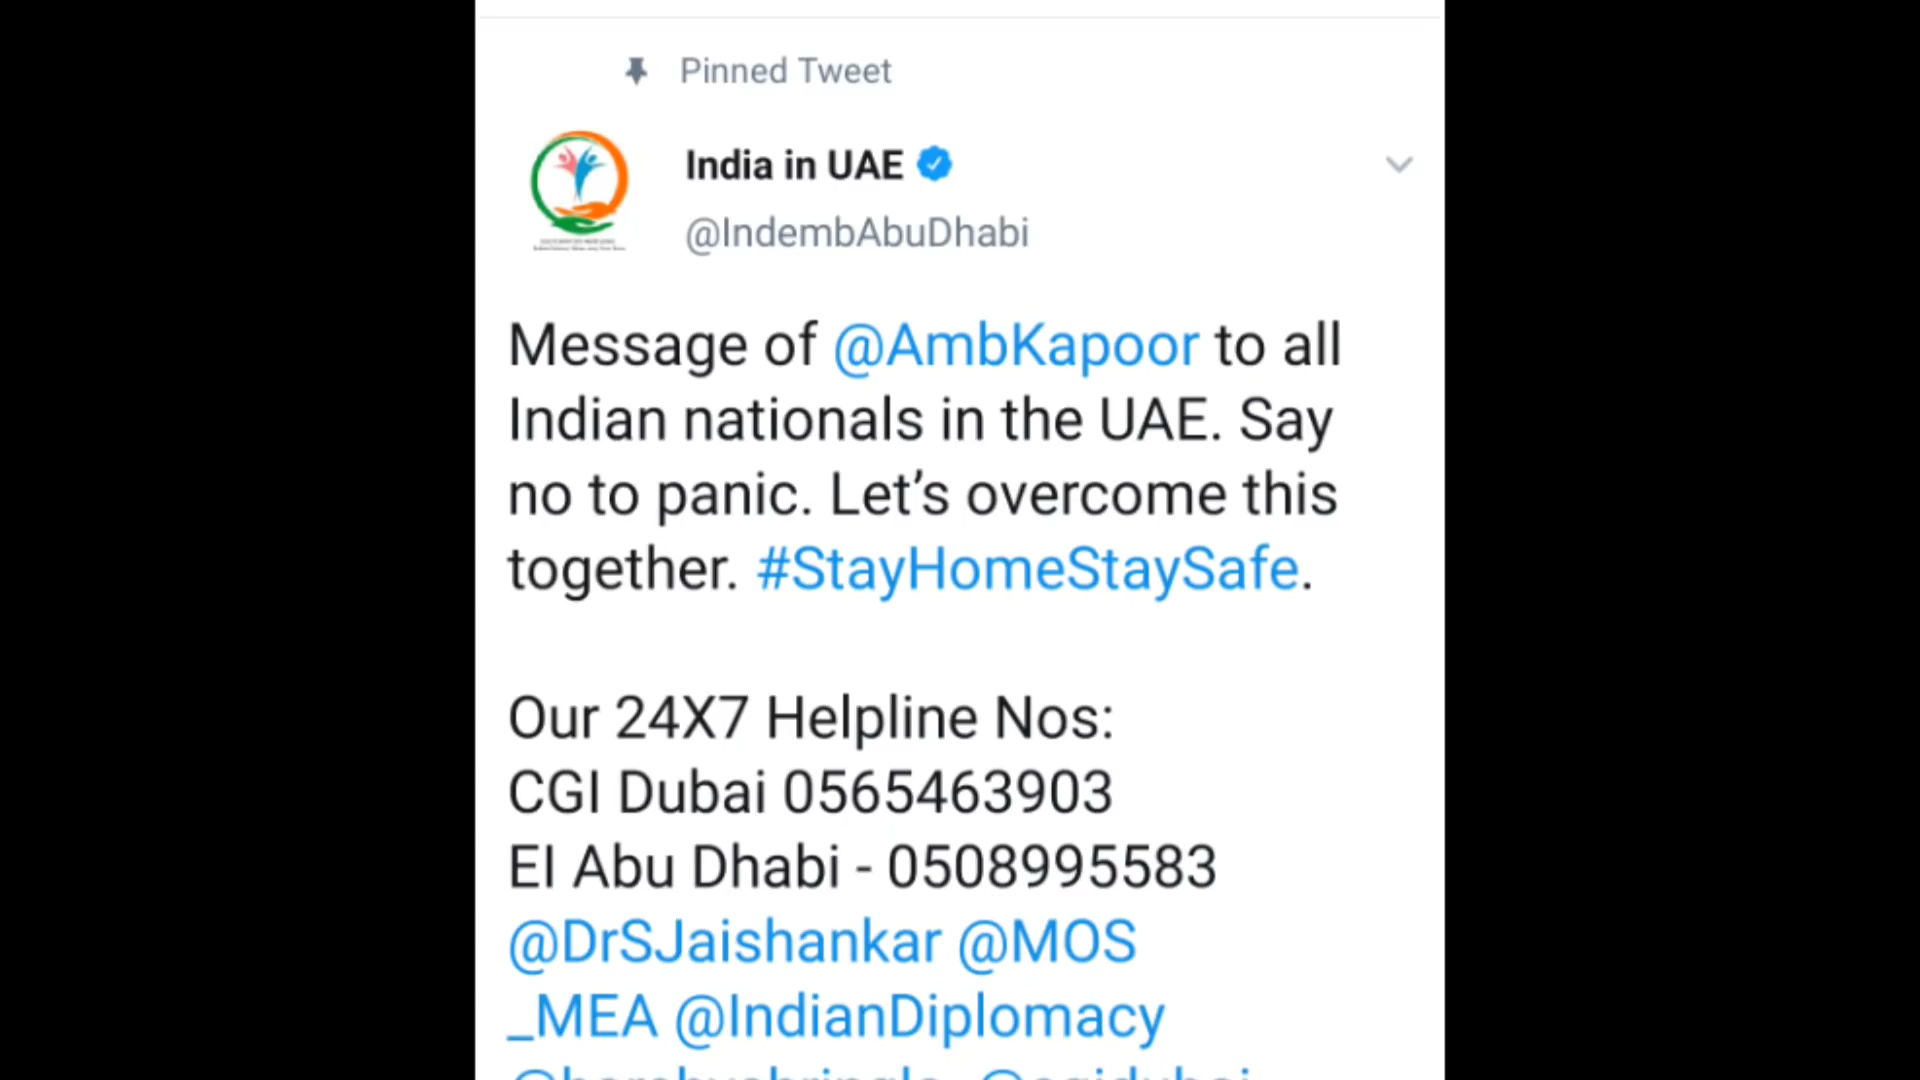 Pinned Tweet
India in UAE
@IndembAbuDhabi
Message of @AmbKapoor to all
Indian nationals in the UAE. Say
no to panic. Let’s overcome this
together. #StayHomeStaySafe.
Our 24X7 Helpline Nos:
CGI Dubai 0565463903
EI Abu Dhabi - 0508995583
@DrSJaishankar @MOS
_MEA @IndianDiplomacy